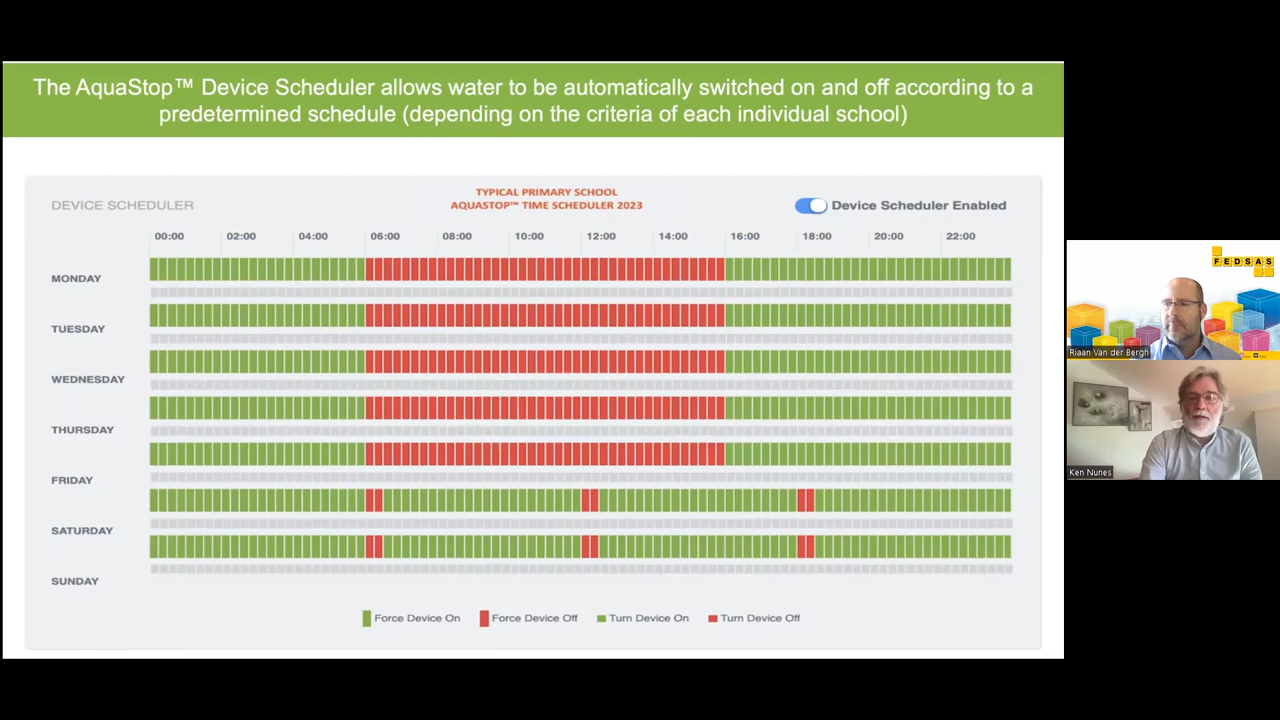 The AquaStop™ Device Scheduler allows water to be automatically switched on and off according to a
predetermined schedule (depending on the criteria of each individual school)
TYPICAL PRIMARY SCHOOL
AQUASTOP™ TIME SCHEDULER 2023
DEVICE SCHEDULER
Device Scheduler Enabled
00:00 02:00 04:00 06:00 08:00 10:00 12:00 14:00 16:00 18:00 20:00 22:00
MONDAY
TUESDAY
WEDNESDAY
THURSDAY
FRIDAY
SATURDAY
SUNDAY
Force Device On Force Device Off Turn Device On Turn Device Off
FEDSAS
Riaan Van der Bergh
Ken Nunes